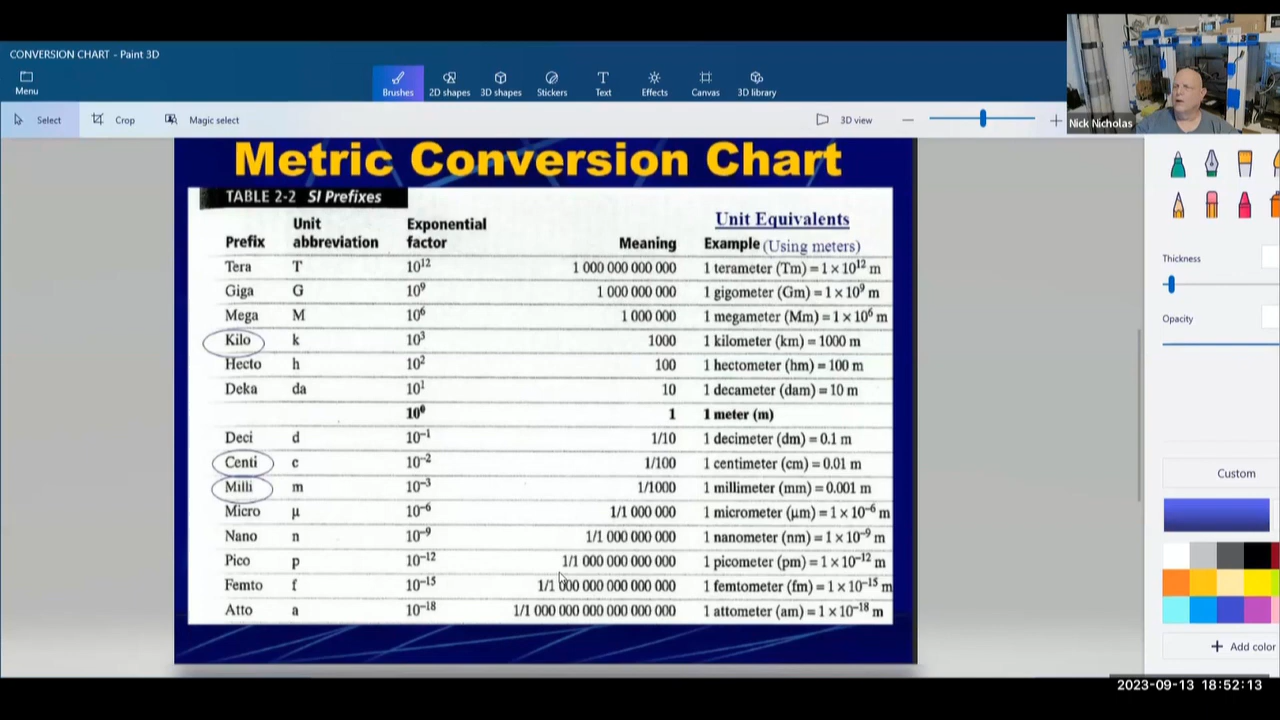 CONVERSION CHART - Paint 3D
Menu
Brushes 2D shapes 3D shapes Stickers Text Effects Canvas 3D library
Select Crop Magic select 3D view
Nick Nicholas
Metric Conversion Chart
TABLE 2-2 SI Prefixes
Unit Equivalents
Prefix Unit abbreviation Exponential factor Meaning Example (Using meters)
Tera T 10¹² 1 000 000 000 000 1 terameter (Tm) = 1 × 10¹² m
Giga G 10⁹ 1 000 000 000 1 gigometer (Gm) = 1 × 10⁹ m
Mega M 10⁶ 1 000 000 1 megameter (Mm) = 1 × 10⁶ m
Kilo k 10³ 1000 1 kilometer (km) = 1000 m
Hecto h 10² 100 1 hectometer (hm) = 100 m
Deka da 10¹ 10 1 decameter (dam) = 10 m
10⁰ 1 1 meter (m)
Deci d 10⁻¹ 1/10 1 decimeter (dm) = 0.1 m
Centi c 10⁻² 1/100 1 centimeter (cm) = 0.01 m
Milli m 10⁻³ 1/1000 1 millimeter (mm) = 0.001 m
Micro µ 10⁻⁶ 1/1 000 000 1 micrometer (µm) = 1 × 10⁻⁶ m
Nano n 10⁻⁹ 1/1 000 000 000 1 nanometer (nm) = 1 × 10⁻⁹ m
Pico p 10⁻¹² 1/1 000 000 000 000 1 picometer (pm) = 1 × 10⁻¹² m
Femto f 10⁻¹⁵ 1/1 000 000 000 000 000 1 femtometer (fm) = 1 × 10⁻¹⁵ m
Atto a 10⁻¹⁸ 1/1 000 000 000 000 000 000 1 attometer (am) = 1 × 10⁻¹⁸ m
Thickness
Opacity
Custom
Add color
2023-09-13 18:52:13